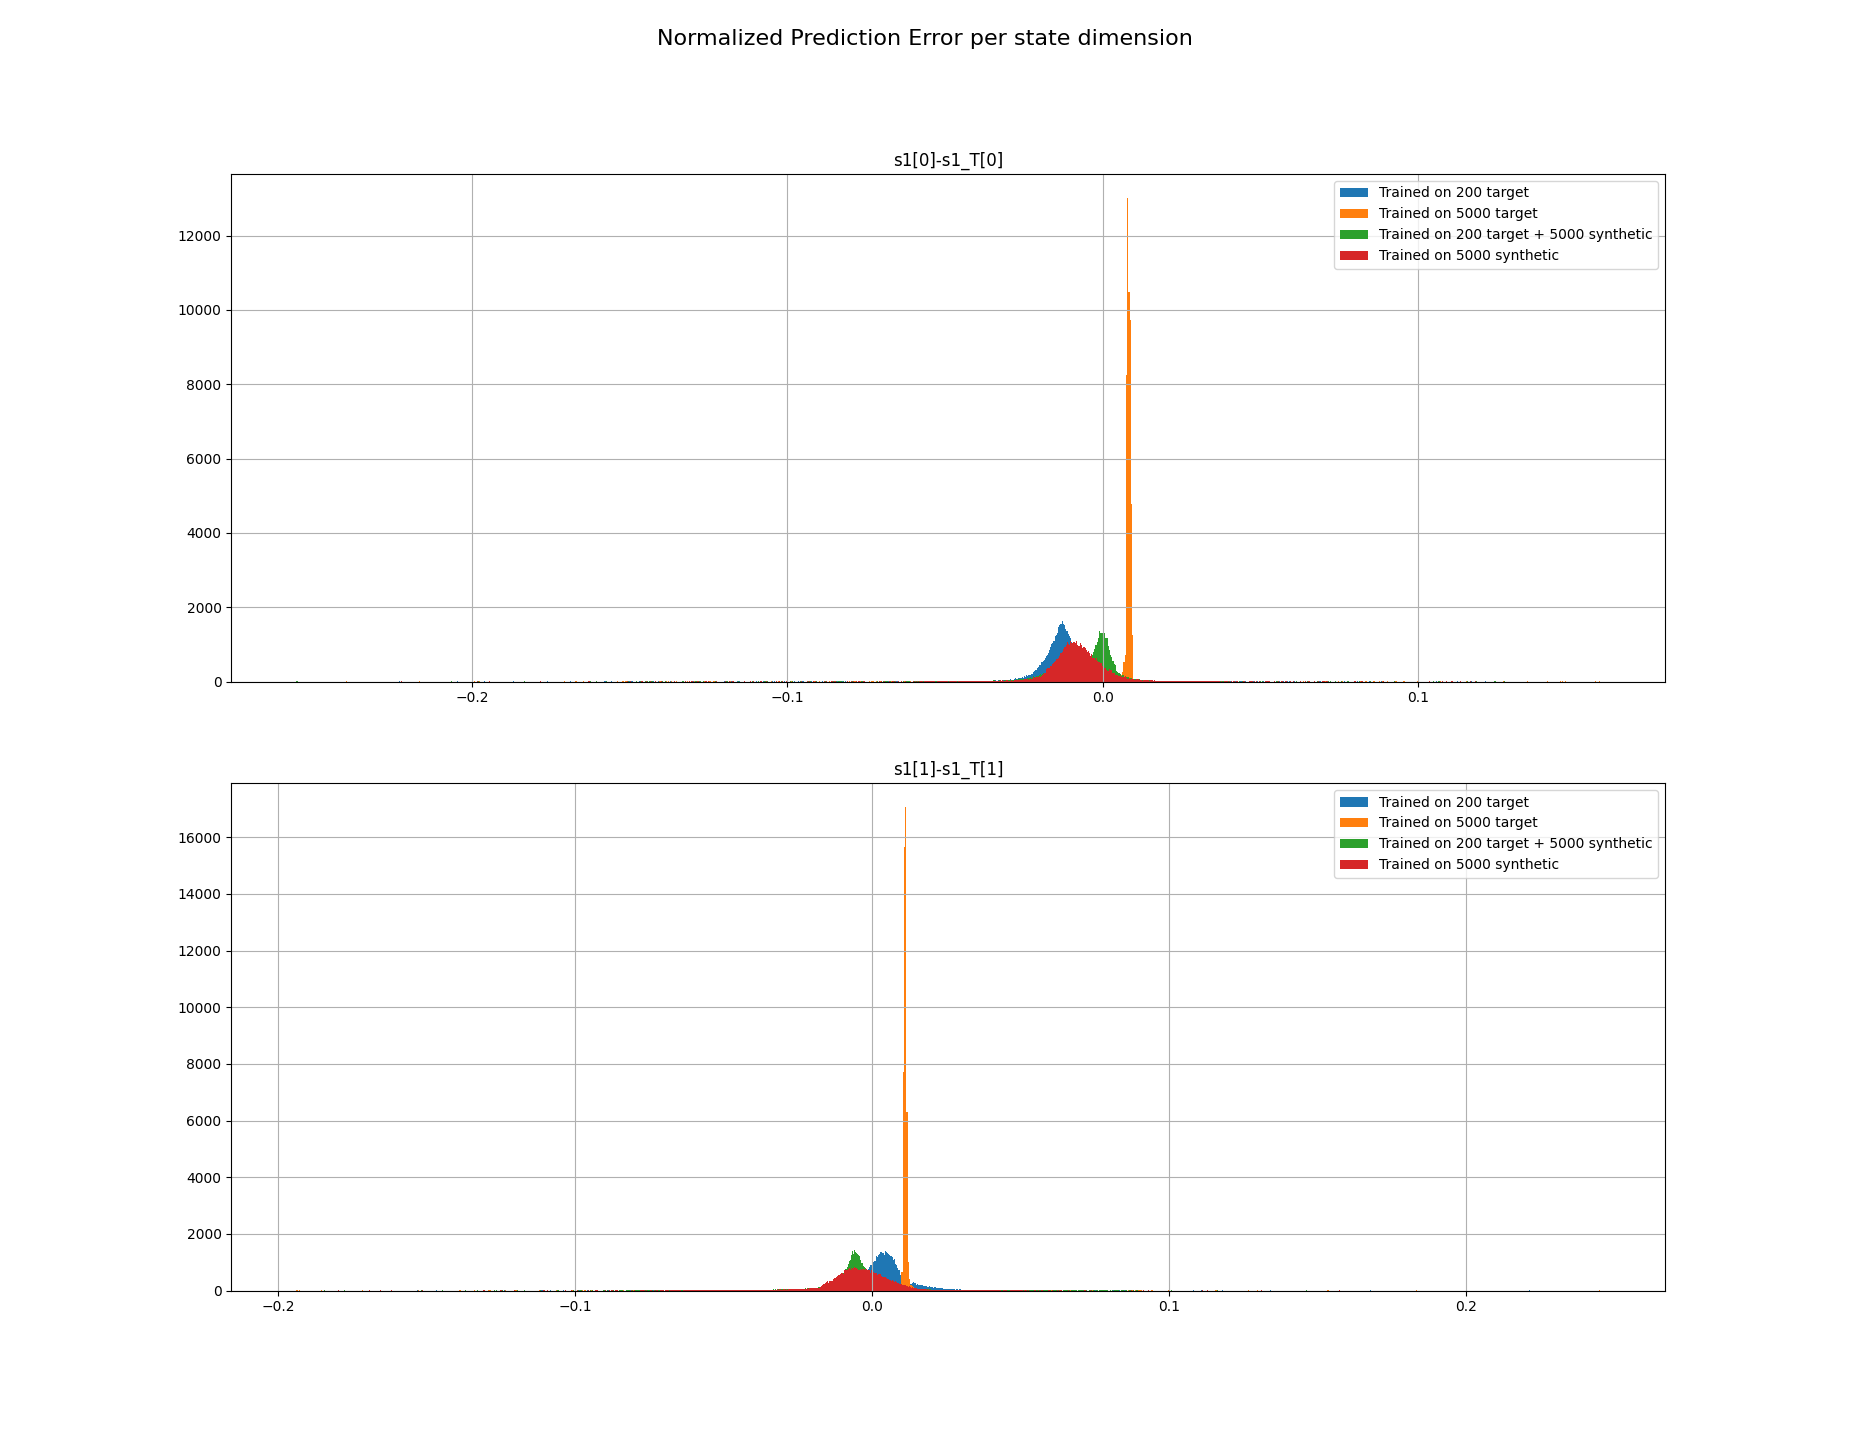 Normalized Prediction Error per state dimension
s1[0]-s1_T[0]
Trained on 200 target
Trained on 5000 target
Trained on 200 target + 5000 synthetic
Trained on 5000 synthetic
12000
10000
8000
6000
4000
2000
0
−0.2 −0.1 0.0 0.1
s1[1]-s1_T[1]
Trained on 200 target
Trained on 5000 target
Trained on 200 target + 5000 synthetic
Trained on 5000 synthetic
16000
14000
12000
10000
8000
6000
4000
2000
0
−0.2 −0.1 0.0 0.1 0.2